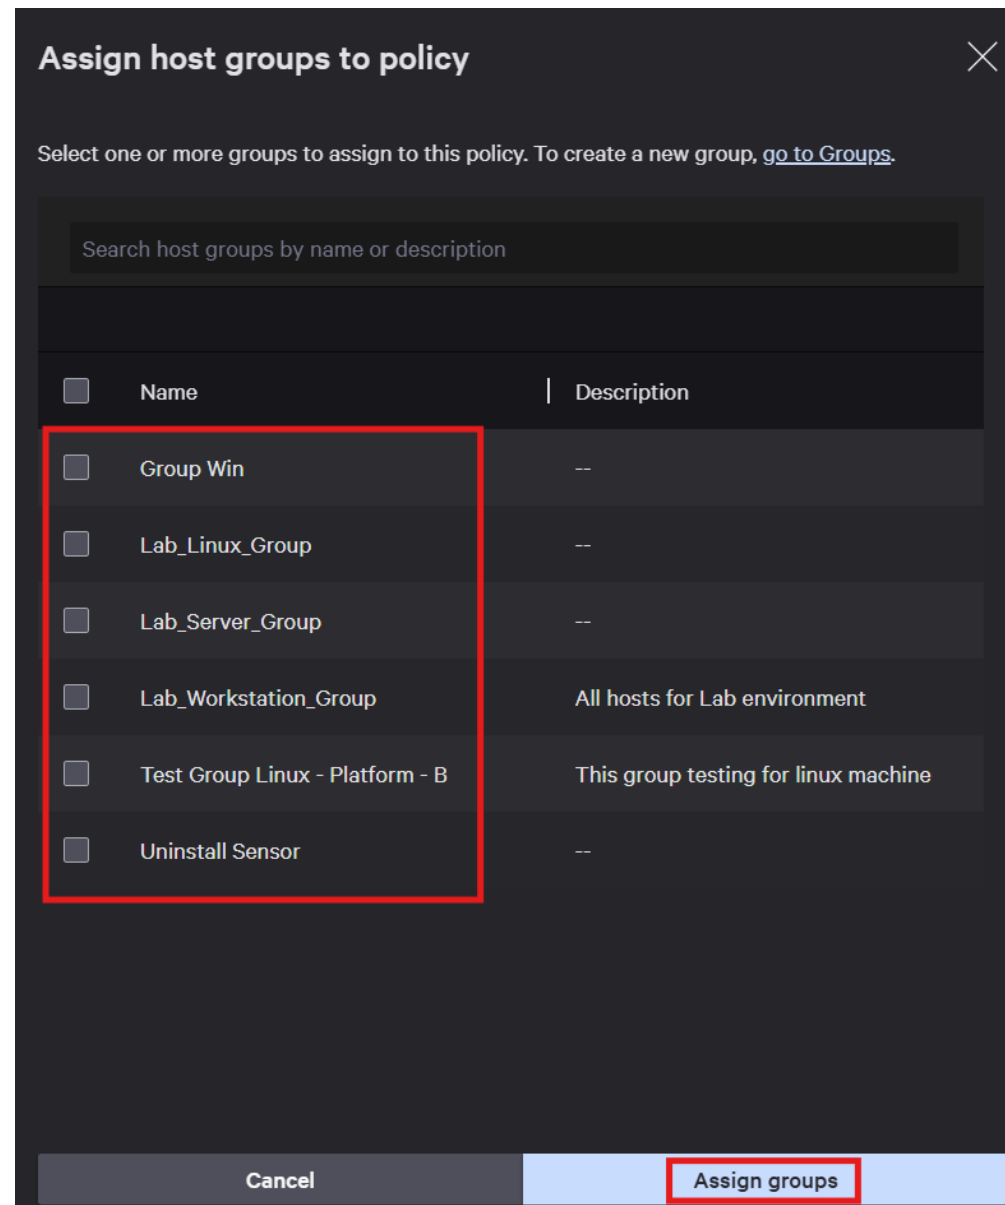 Assign host groups to policy
Select one or more groups to assign to this policy. To create a new group, go to Groups.
Search host groups by name or description
Name Description
Group Win --
Lab_Linux_Group --
Lab_Server_Group --
Lab_Workstation_Group All hosts for Lab environment
Test Group Linux - Platform - B This group testing for linux machine
Uninstall Sensor --
Cancel Assign groups